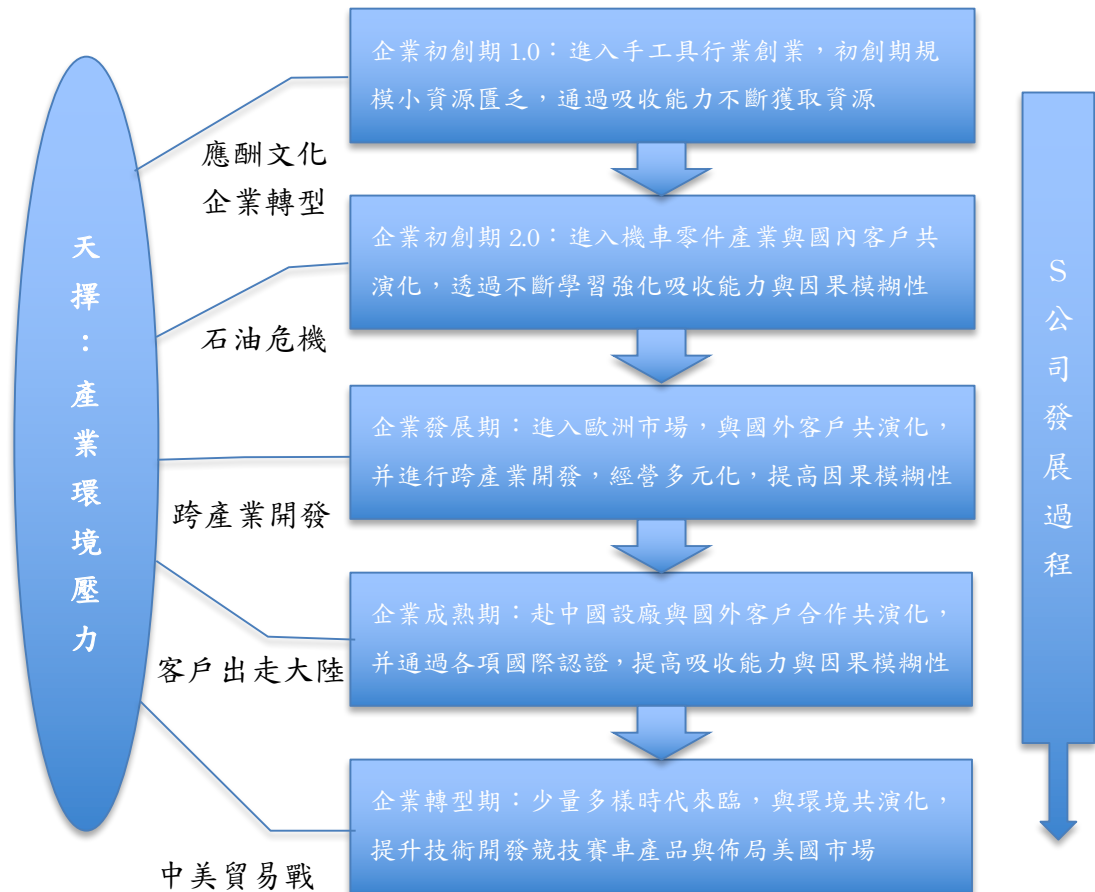 天擇：產業環境壓力
企業初創期 1.0：進入手工具行業創業，初創期規
模小資源匱乏，通過吸收能力不斷獲取資源
應酬文化
企業轉型
企業初創期 2.0：進入機車零件產業與國內客戶共
演化，透過不斷學習強化吸收能力與因果模糊性
石油危機
企業發展期：進入歐洲市場，與國外客戶共演化，
并進行跨產業開發，經營多元化，提高因果模糊性
跨產業開發
企業成熟期：赴中國設廠與國外客戶合作共演化，
并通過各項國際認證，提高吸收能力與因果模糊性
客戶出走大陸
企業轉型期：少量多樣時代來臨，與環境共演化，
提升技術開發競技賽車產品與佈局美國市場
中美貿易戰
S公司發展過程